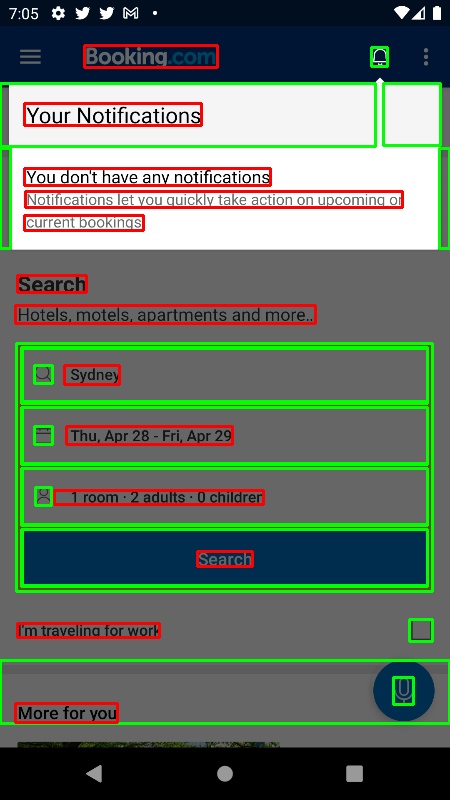 7:05
Booking.com
Your Notifications
You don't have any notifications
Notifications let you quickly take action on upcoming or
current bookings
Search
Hotels, motels, apartments and more..
Sydney
Thu, Apr 28 - Fri, Apr 29
1 room · 2 adults · 0 children
Search
I'm traveling for work
More for you